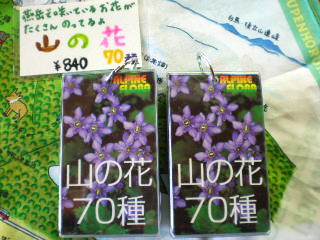 燕岳で咲いているお花が
たくさんのってるよ
山の花
¥840
70種
ALPINE
FLORA
山の花
70種
ALPINE
FLORA
山の花
70種